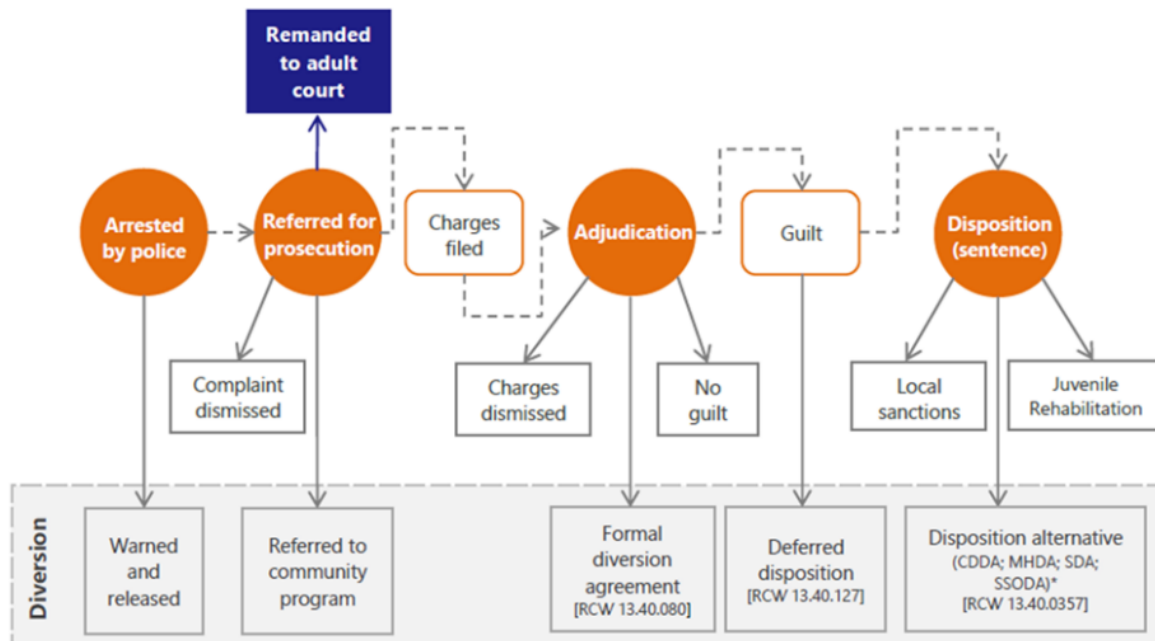 Remanded
to adult
court
Arrested
by police
Referred for
prosecution
Charges
filed
Adjudication
Guilt
Disposition
(sentence)
Complaint
dismissed
Charges
dismissed
No
guilt
Local
sanctions
Juvenile
Rehabilitation
Diversion
Warned
and
released
Referred to
community
program
Formal
diversion
agreement
[RCW 13.40.080]
Deferred
disposition
[RCW 13.40.127]
Disposition alternative
(CDDA; MHDA; SDA;
SSODA)*
[RCW 13.40.0357]